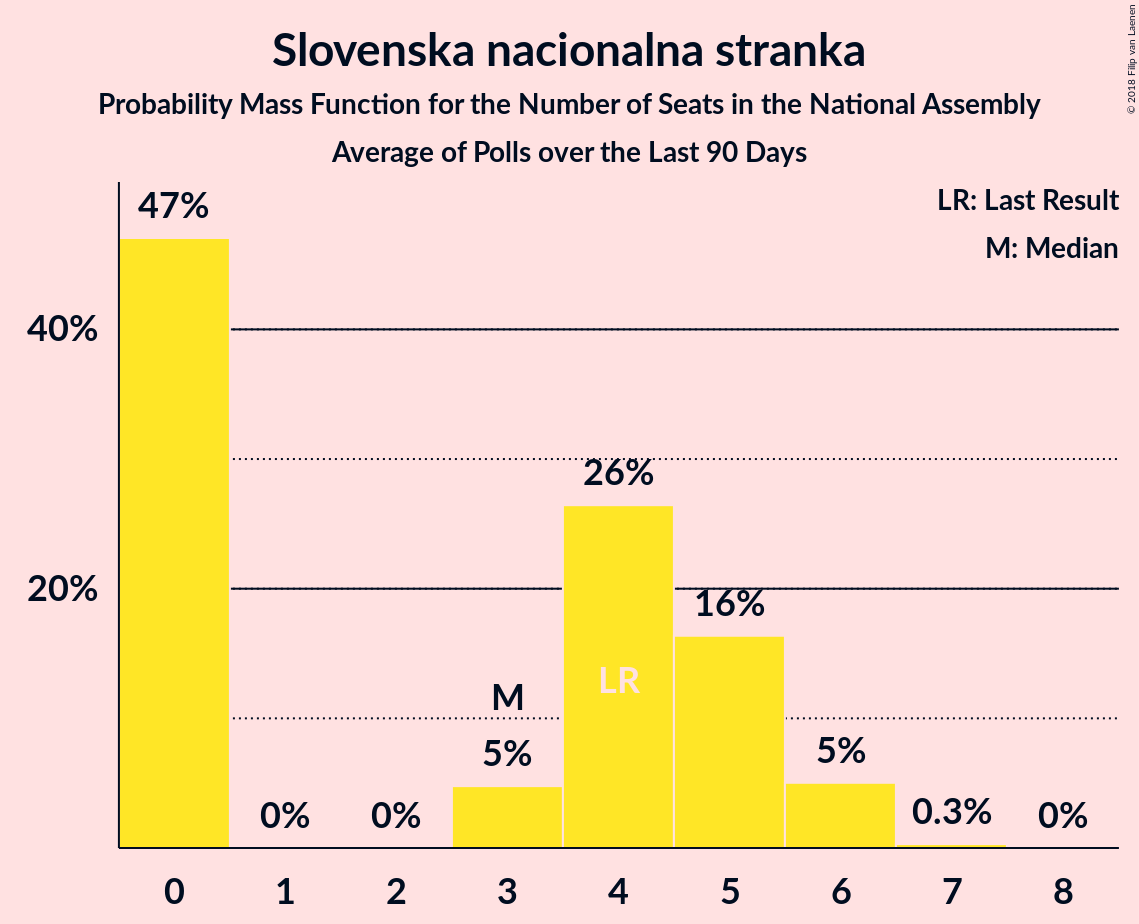 Slovenska nacionalna stranka
Probability Mass Function for the Number of Seats in the National Assembly
Average of Polls over the Last 90 Days
© 2018 Filip van Laenen
LR: Last Result
M: Median
47%
40%
26%
20%
16%
LR
M
5%
5%
0%
0%
0.3%
0%
0 1 2 3 4 5 6 7 8